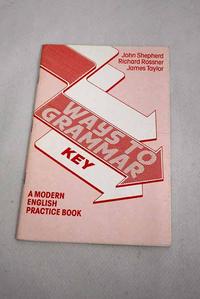 John Shepherd
Richard Rossner
James Taylor
WAYS TO
GRAMMAR
KEY
A MODERN
ENGLISH
PRACTICE BOOK